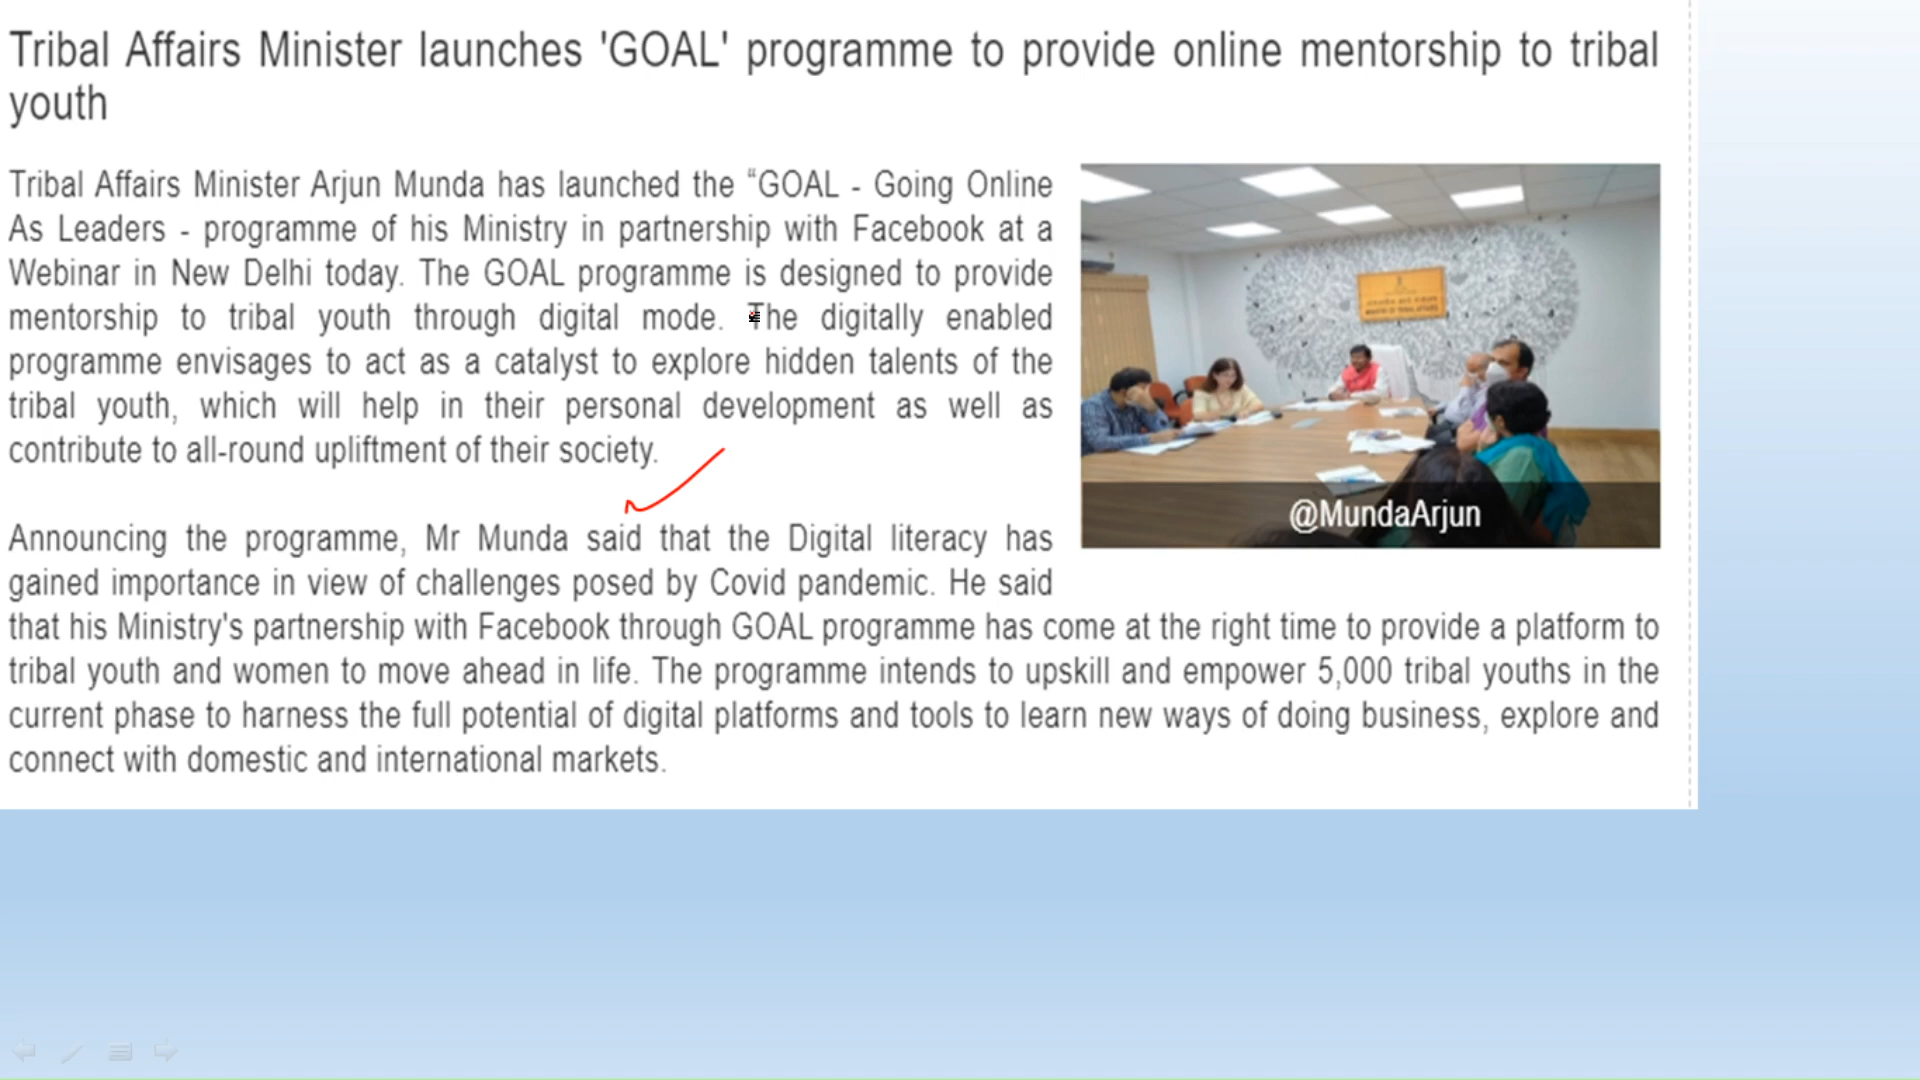 Tribal Affairs Minister launches 'GOAL' programme to provide online mentorship to tribal
youth
Tribal Affairs Minister Arjun Munda has launched the “GOAL - Going Online
As Leaders - programme of his Ministry in partnership with Facebook at a
Webinar in New Delhi today. The GOAL programme is designed to provide
mentorship to tribal youth through digital mode. The digitally enabled
programme envisages to act as a catalyst to explore hidden talents of the
tribal youth, which will help in their personal development as well as
contribute to all-round upliftment of their society.
@MundaArjun
Announcing the programme, Mr Munda said that the Digital literacy has
gained importance in view of challenges posed by Covid pandemic. He said
that his Ministry's partnership with Facebook through GOAL programme has come at the right time to provide a platform to
tribal youth and women to move ahead in life. The programme intends to upskill and empower 5,000 tribal youths in the
current phase to harness the full potential of digital platforms and tools to learn new ways of doing business, explore and
connect with domestic and international markets.